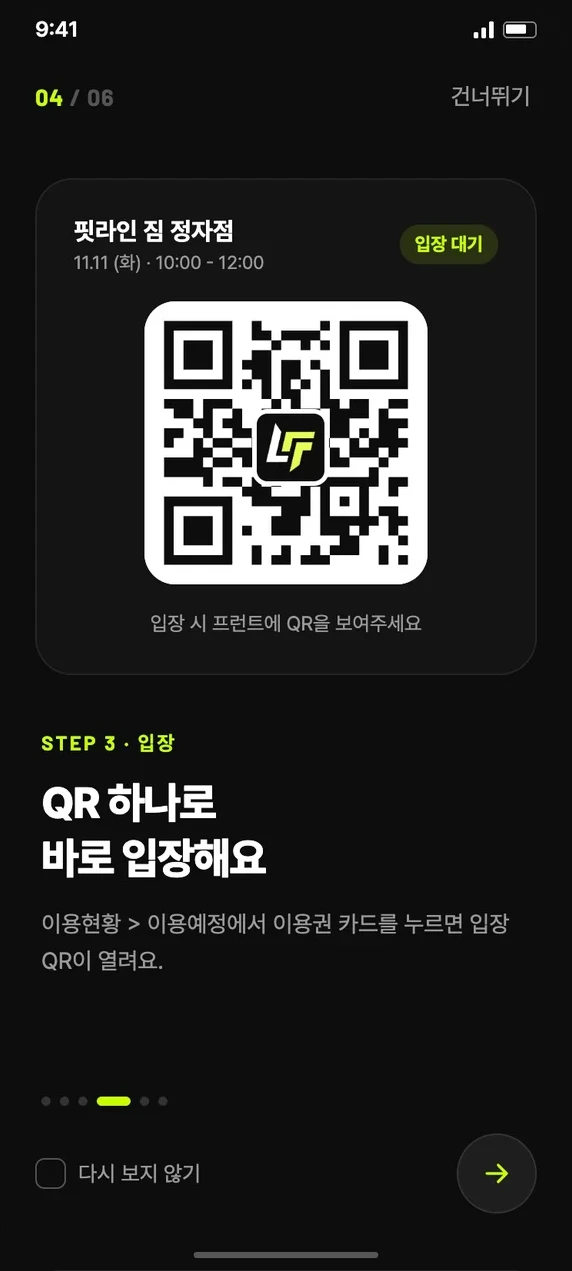 9:41
04 / 06
건너뛰기
핏라인 짐 정자점
11.11 (화) · 10:00 - 12:00
입장 대기
입장 시 프런트에 QR을 보여주세요
STEP 3 · 입장
QR 하나로
바로 입장해요
이용현황 > 이용예정에서 이용권 카드를 누르면 입장
QR이 열려요.
다시 보지 않기